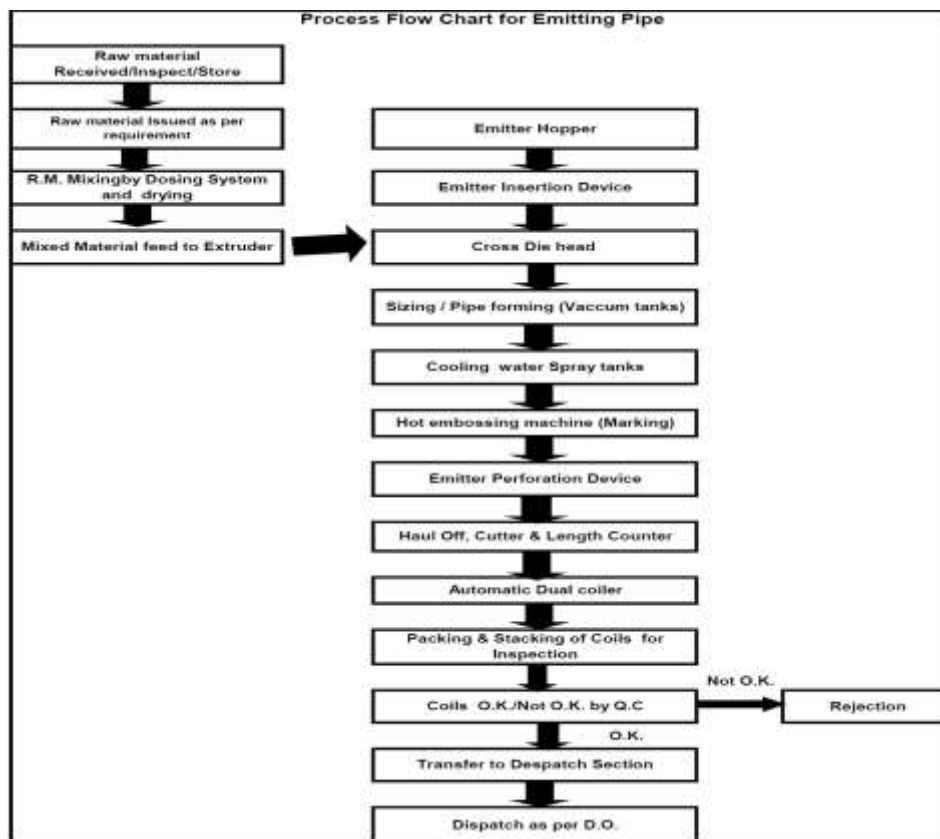 Process Flow Chart for Emitting Pipe
Raw material
Received/Inspect/Store
Raw material Issued as per
requirement
R.M. Mixingby Dosing System
and drying
Mixed Material feed to Extruder
Emitter Hopper
Emitter Insertion Device
Cross Die head
Sizing / Pipe forming (Vaccum tanks)
Cooling water Spray tanks
Hot embossing machine (Marking)
Emitter Perforation Device
Haul Off, Cutter & Length Counter
Automatic Dual coiler
Packing & Stacking of Coils for
Inspection
Coils O.K./Not O.K. by Q.C
Not O.K.
Rejection
O.K.
Transfer to Despatch Section
Dispatch as per D.O.